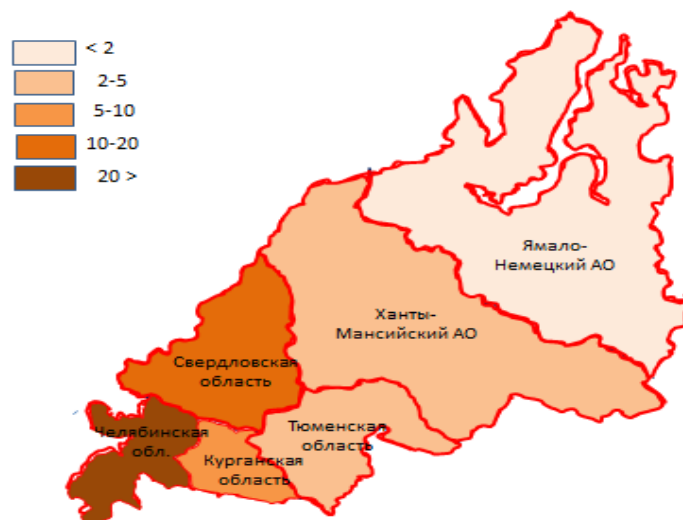 < 2
2-5
5-10
10-20
20 >
Ямало-
Немецкий АО
Ханты-
Мансийский АО
Свердловская
область
Челябинская
обл.
Тюменская
область
Курганская
область